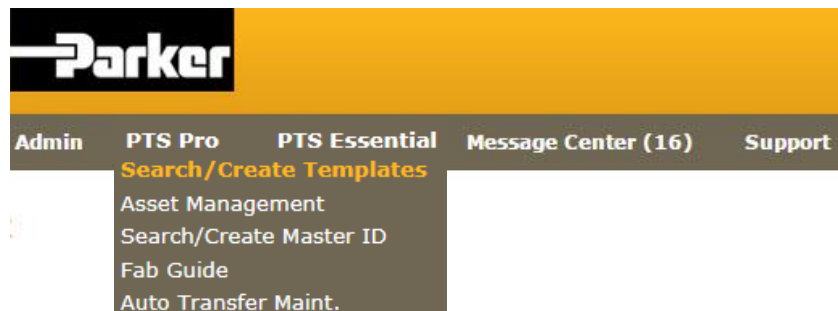 Parker
Admin PTS Pro PTS Essential Message Center (16) Support
Search/Create Templates
Asset Management
Search/Create Master ID
Fab Guide
Auto Transfer Maint.